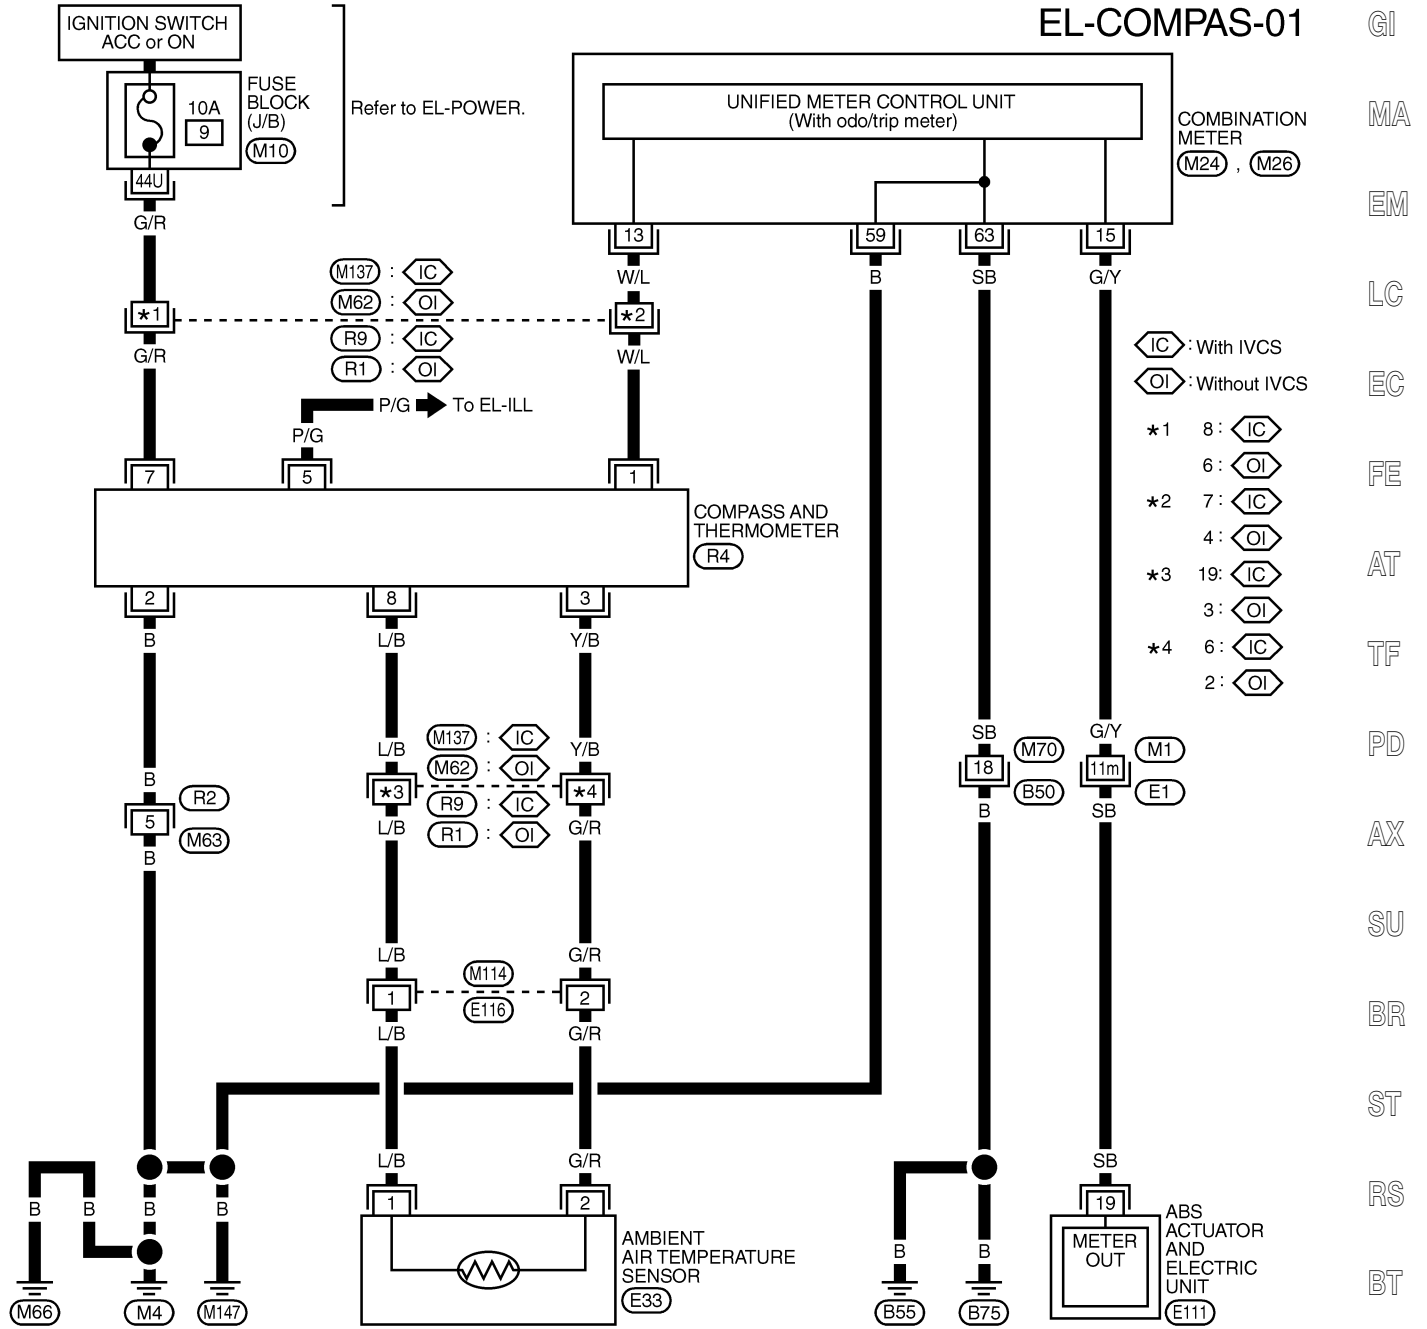 EL-COMPAS-01
IGNITION SWITCH
ACC or ON
FUSE
BLOCK
(J/B)
M10
10A
9
44U
Refer to EL-POWER.
UNIFIED METER CONTROL UNIT
(With odo/trip meter)
COMBINATION
METER
M24 , M26
13
59
63
15
G/R
W/L
B
SB
G/Y
*1
M137 : IC
M62 : OI
R9 : IC
R1 : OI
*2
G/R
W/L
P/G
To EL-ILL
P/G
IC : With IVCS
OI : Without IVCS
*1 8: IC
6: OI
*2 7: IC
4: OI
*3 19: IC
3: OI
*4 6: IC
2: OI
7
5
1
COMPASS AND
THERMOMETER
R4
2
8
3
B
L/B
Y/B
B
L/B
Y/B
SB
G/Y
5
R2
M63
*3
M137 : IC
M62 : OI
R9 : IC
R1 : OI
*4
18
M70
B50
11m
M1
E1
B
L/B
G/R
B
SB
L/B
G/R
1
M114
E116
2
L/B
G/R
L/B
G/R
SB
B
B
B
B
1
2
B
B
19
METER
OUT
ABS
ACTUATOR
AND
ELECTRIC
UNIT
E111
AMBIENT
AIR TEMPERATURE
SENSOR
E33
M66
M4
M147
B55
B75
GI
MA
EM
LC
EC
FE
AT
TF
PD
AX
SU
BR
ST
RS
BT